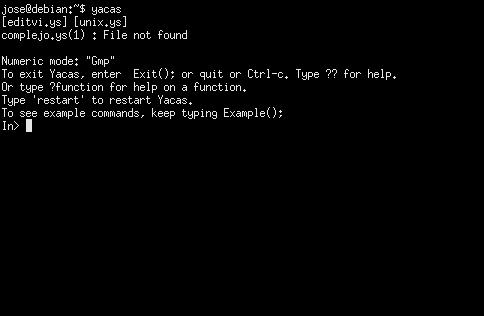 jose@debian:~$ yacas
[editvi.ys] [unix.ys]
complejo.ys(1) : File not found
Numeric mode: "Gmp"
To exit Yacas, enter  Exit(); or quit or Ctrl-c. Type ?? for help.
Or type ?function for help on a function.
Type 'restart' to restart Yacas.
To see example commands, keep typing Example();
In>